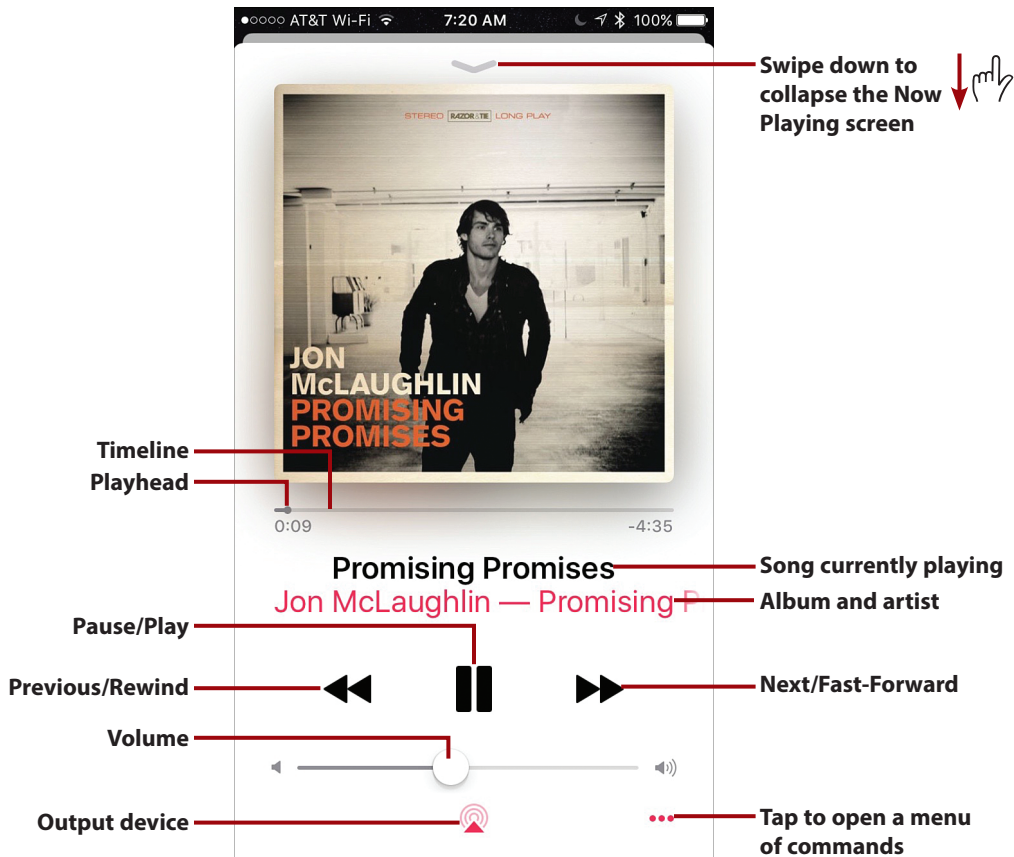 ●○○○○ AT&T Wi-Fi 7:20 AM 100%
Swipe down to
collapse the Now
Playing screen
STEREO RAZOR & TIE LONG PLAY
JON
McLAUGHLIN
PROMISING
PROMISES
Timeline
Playhead
0:09 -4:35
Promising Promises
Song currently playing
Jon McLaughlin — Promising P
Album and artist
Pause/Play
Previous/Rewind
Next/Fast-Forward
Volume
Output device
Tap to open a menu
of commands